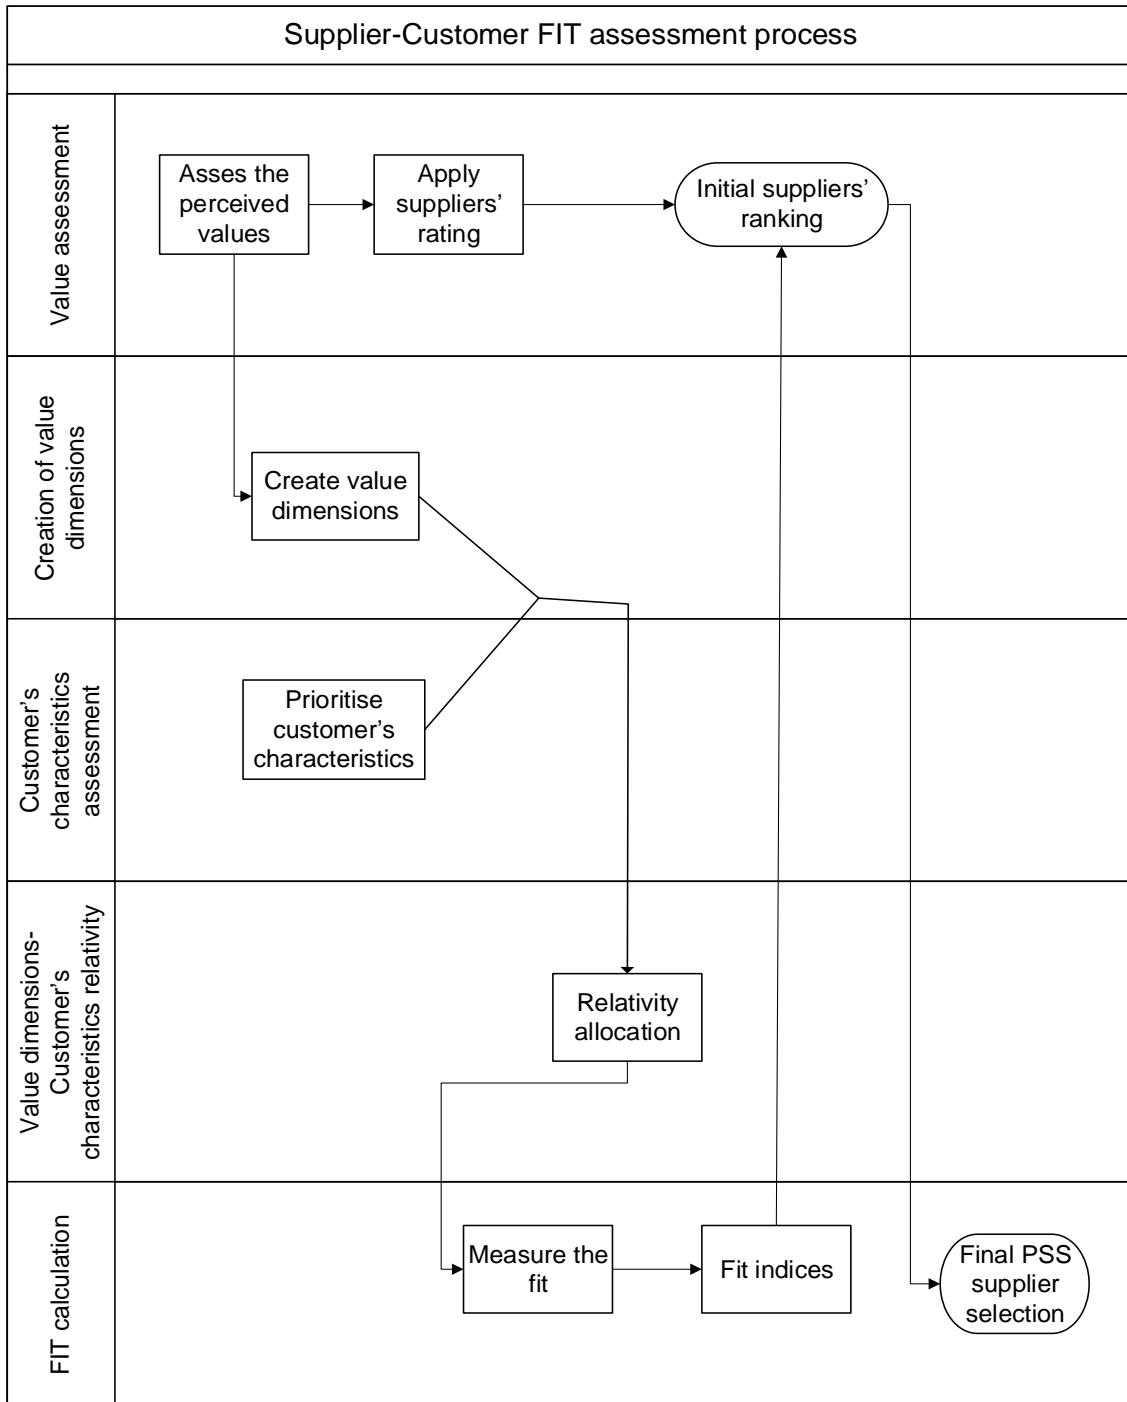 Supplier-Customer FIT assessment process
Value assessment
Asses the
perceived
values
Apply
suppliers’
rating
Initial suppliers’
ranking
Creation of value
dimensions
Create value
dimensions
Customer’s
characteristics
assessment
Prioritise
customer’s
characteristics
Value dimensions-
Customer’s
characteristics relativity
Relativity
allocation
FIT calculation
Measure the
fit
Fit indices
Final PSS
supplier
selection